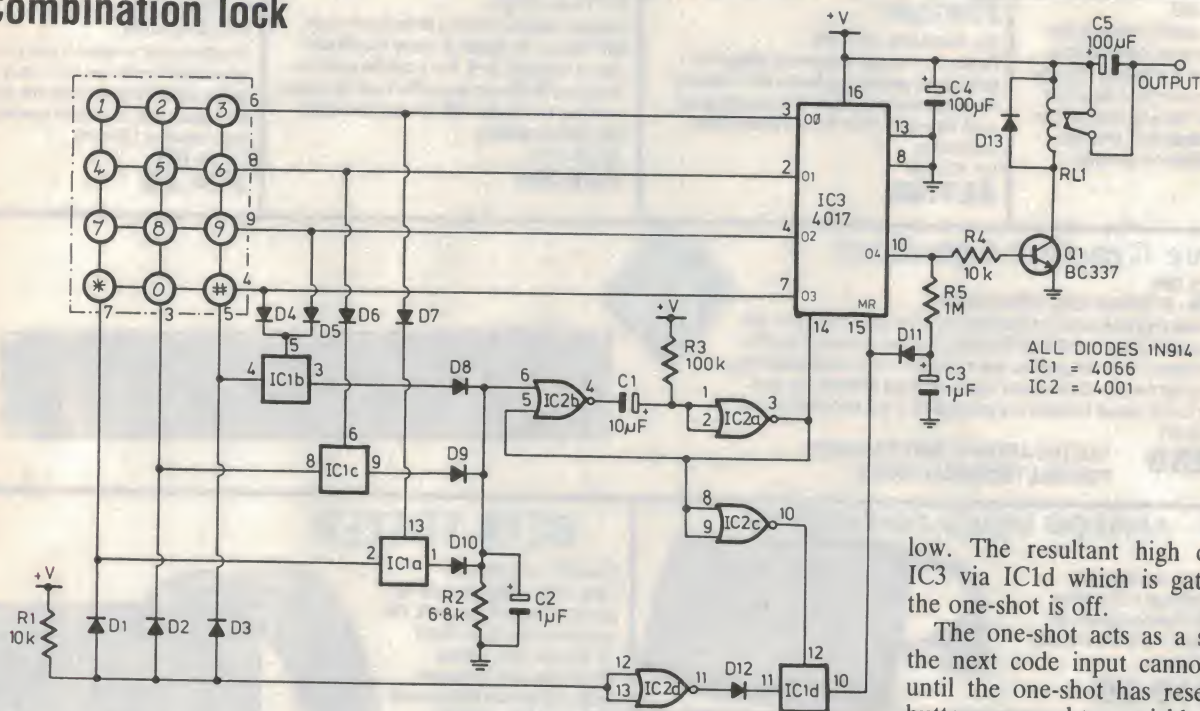 Combination lock
+V
C5
100µF
OUTPUT
1 2 3 6
4 5 6 8
7 8 9 9
* 0 # 4
7 3 5
16
3 O0
2 O1
4 O2
7 O3
IC3
4017
13
8
O4 10
MR
14 15
C4
100µF
D13
RL1
R4
10k
Q1
BC337
R5
1M
D11
C3
1µF
ALL DIODES 1N914
IC1 = 4066
IC2 = 4001
D4 D5 D6 D7
5
4 IC1b 3
D8
6
8 IC1c 9
D9
13
2 IC1a 1
D10
R2
6·8k
C2
1µF
6
5
IC2b
4
C1
10µF
+V
R3
100k
1
2
IC2a
3
8
9
IC2c
10
+V
R1
10k
D1 D2 D3
12
13
IC2d
11
D12
12
11 IC1d 10
low. The resultant high
IC3 via IC1d which is
the one-shot is off.
The one-shot acts as a
the next code input
until the one-shot has